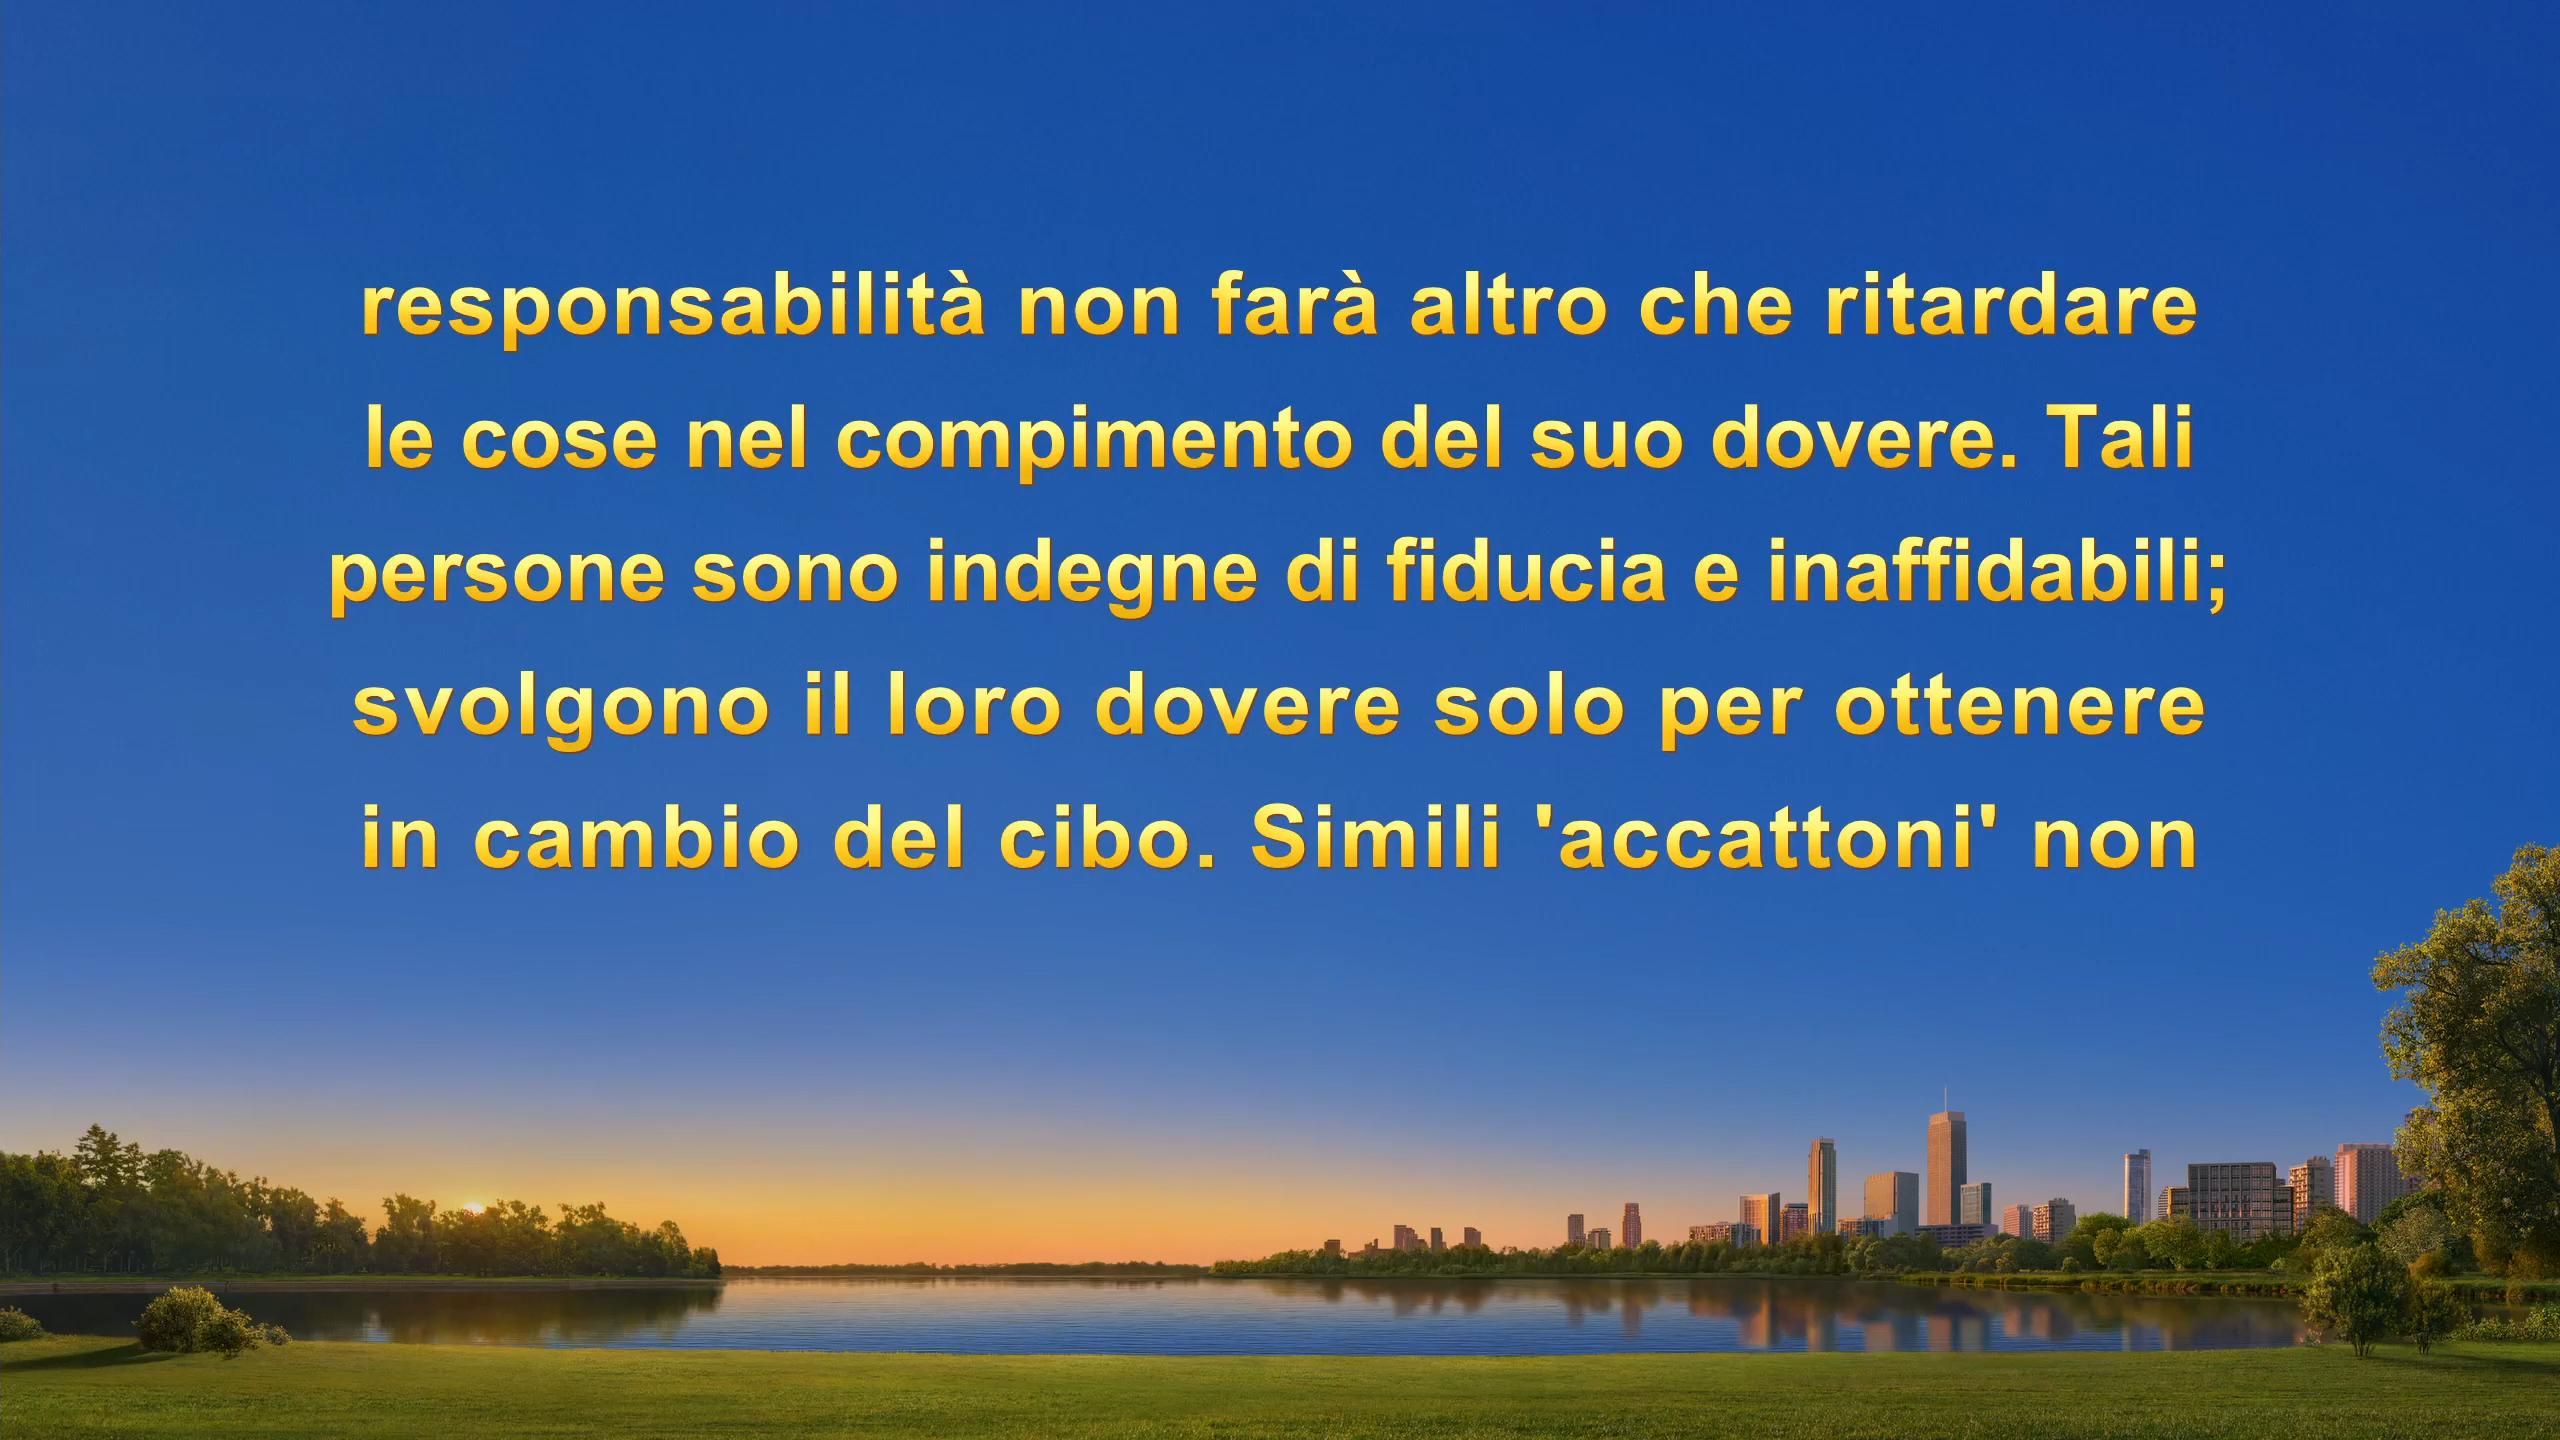 responsabilità non farà altro che ritardare
le cose nel compimento del suo dovere. Tali
persone sono indegne di fiducia e inaffidabili;
svolgono il loro dovere solo per ottenere
in cambio del cibo. Simili 'accattoni' non